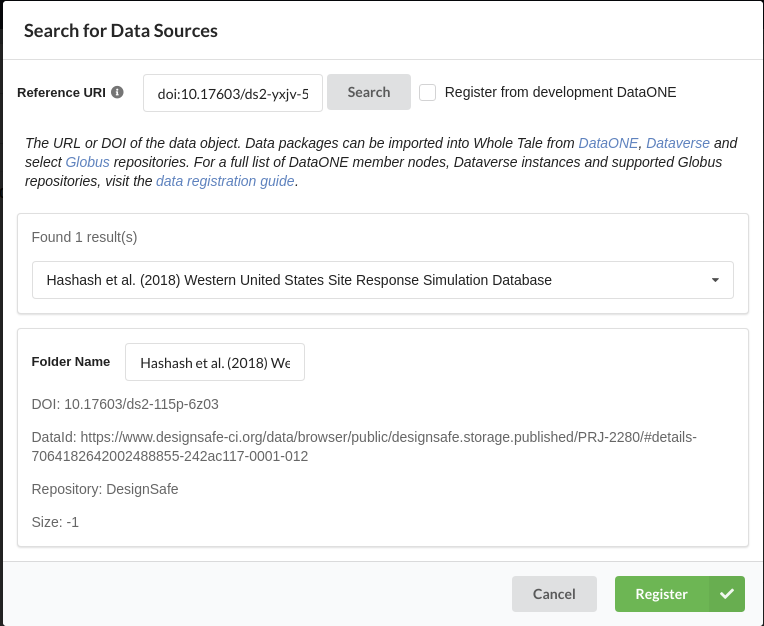 Search for Data Sources
Reference URI
doi:10.17603/ds2-yxjv-5
Search
Register from development DataONE
The URL or DOI of the data object. Data packages can be imported into Whole Tale from DataONE, Dataverse and
select Globus repositories. For a full list of DataONE member nodes, Dataverse instances and supported Globus
repositories, visit the data registration guide.
Found 1 result(s)
Hashash et al. (2018) Western United States Site Response Simulation Database
Folder Name
Hashash et al. (2018) We
DOI: 10.17603/ds2-115p-6z03
DataId: https://www.designsafe-ci.org/data/browser/public/designsafe.storage.published/PRJ-2280/#details-
7064182642002488855-242ac117-0001-012
Repository: DesignSafe
Size: -1
Cancel
Register